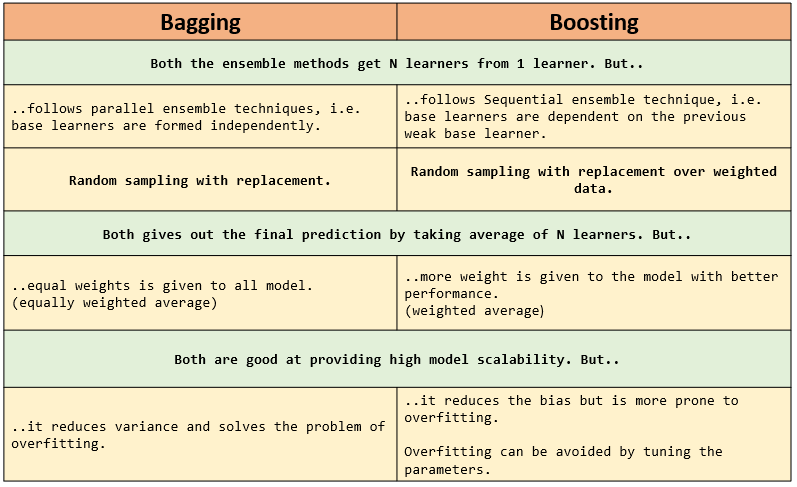 Bagging
Boosting
Both the ensemble methods get N learners from 1 learner. But..
..follows parallel ensemble techniques, i.e.
base learners are formed independently.
..follows Sequential ensemble technique, i.e.
base learners are dependent on the previous
weak base learner.
Random sampling with replacement.
Random sampling with replacement over weighted
data.
Both gives out the final prediction by taking average of N learners. But..
..equal weights is given to all model.
(equally weighted average)
..more weight is given to the model with better
performance.
(weighted average)
Both are good at providing high model scalability. But..
..it reduces variance and solves the problem of
overfitting.
..it reduces the bias but is more prone to
overfitting.
Overfitting can be avoided by tuning the
parameters.